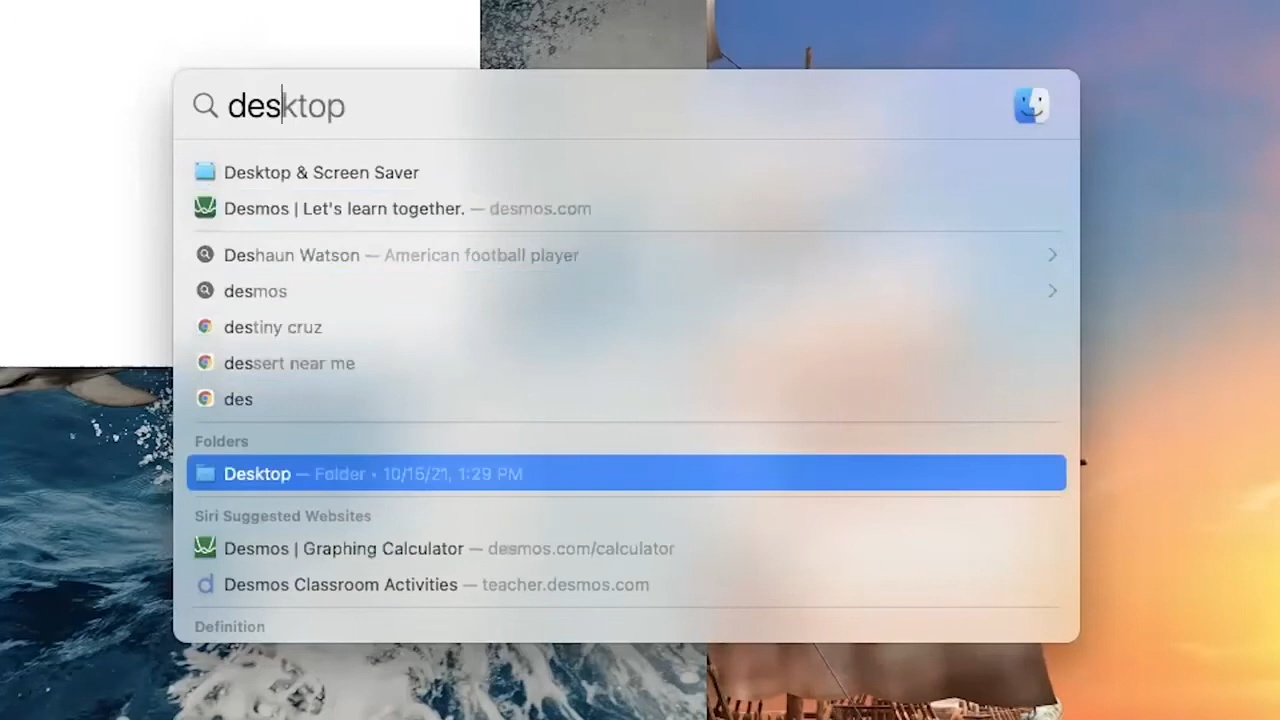 desktop
Desktop & Screen Saver
Desmos | Let's learn together. — desmos.com
Deshaun Watson — American football player
desmos
destiny cruz
dessert near me
des
Folders
Desktop — Folder • 10/15/21, 1:29 PM
Siri Suggested Websites
Desmos | Graphing Calculator — desmos.com/calculator
Desmos Classroom Activities — teacher.desmos.com
Definition